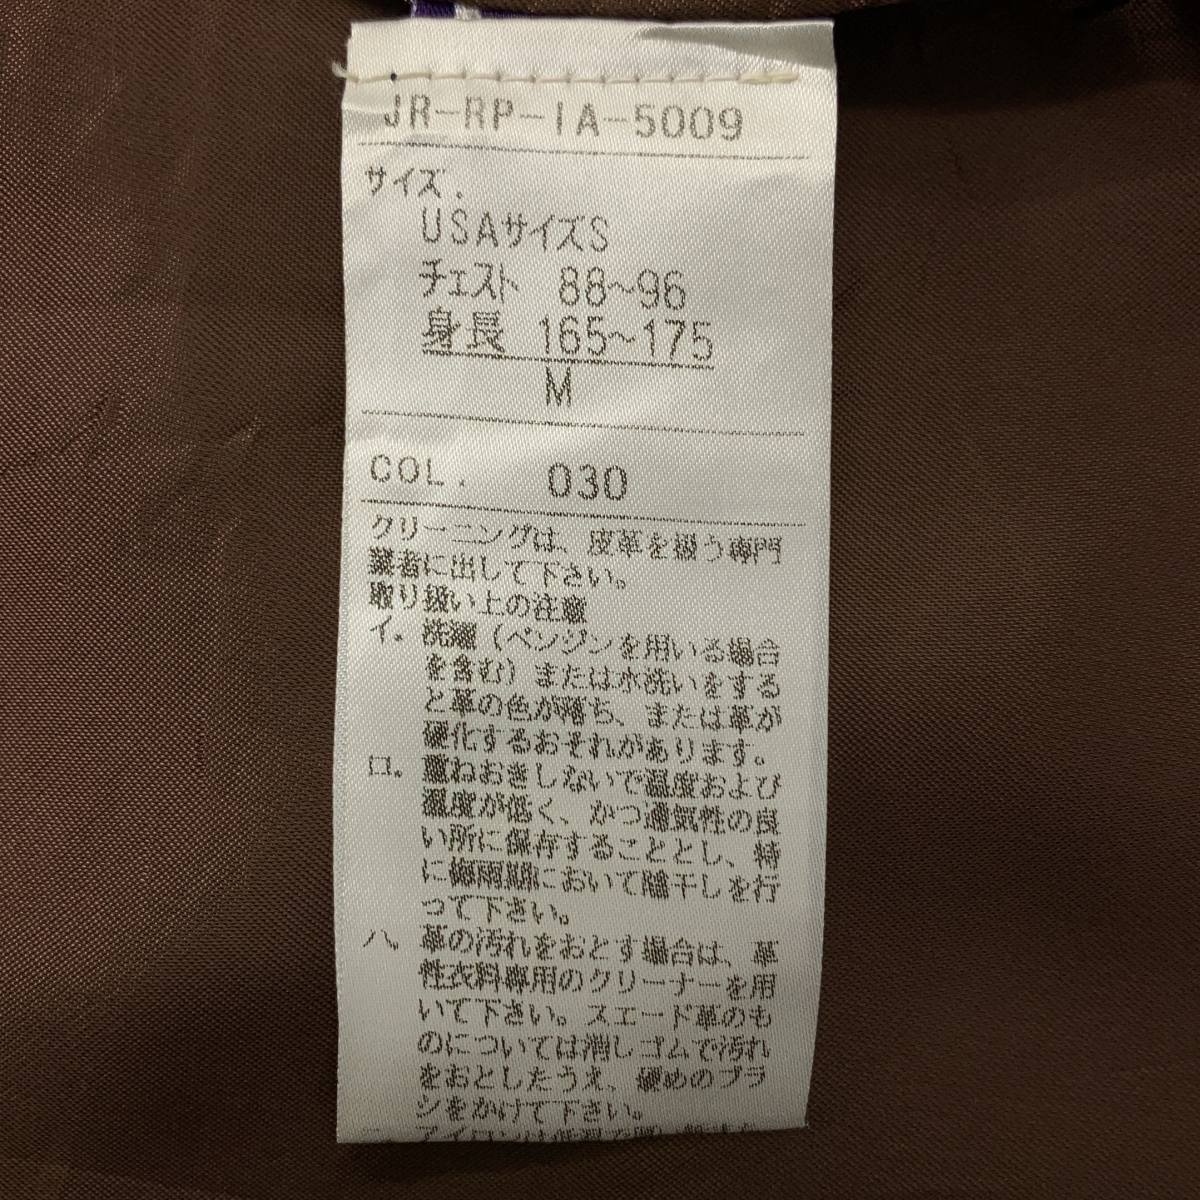 JR-RP-IA-5009
サイズ.
USAサイズS
チェスト 88~96
身長 165~175
M
COL. 030
クリーニングは、皮革を扱う専門
業者に出して下さい。
取り扱い上の注意
イ. 洗濯(ベンジンを用いる場合
を含む)または水洗いをする
と革の色が落ち、または革が
硬化するおそれがあります。
ロ. 重ねおきしないで温度および
湿度が低く、かつ通気性の良
い所に保存することとし、特
に梅雨期において陰干しを行
って下さい。
ハ. 革の汚れをおとす場合は、革
性衣料専用のクリーナーを用
いて下さい。スエード革のも
のについては消しゴムで汚れ
をおとしたうえ、硬めのブラ
シをかけて下さい。
アイロンは低温で